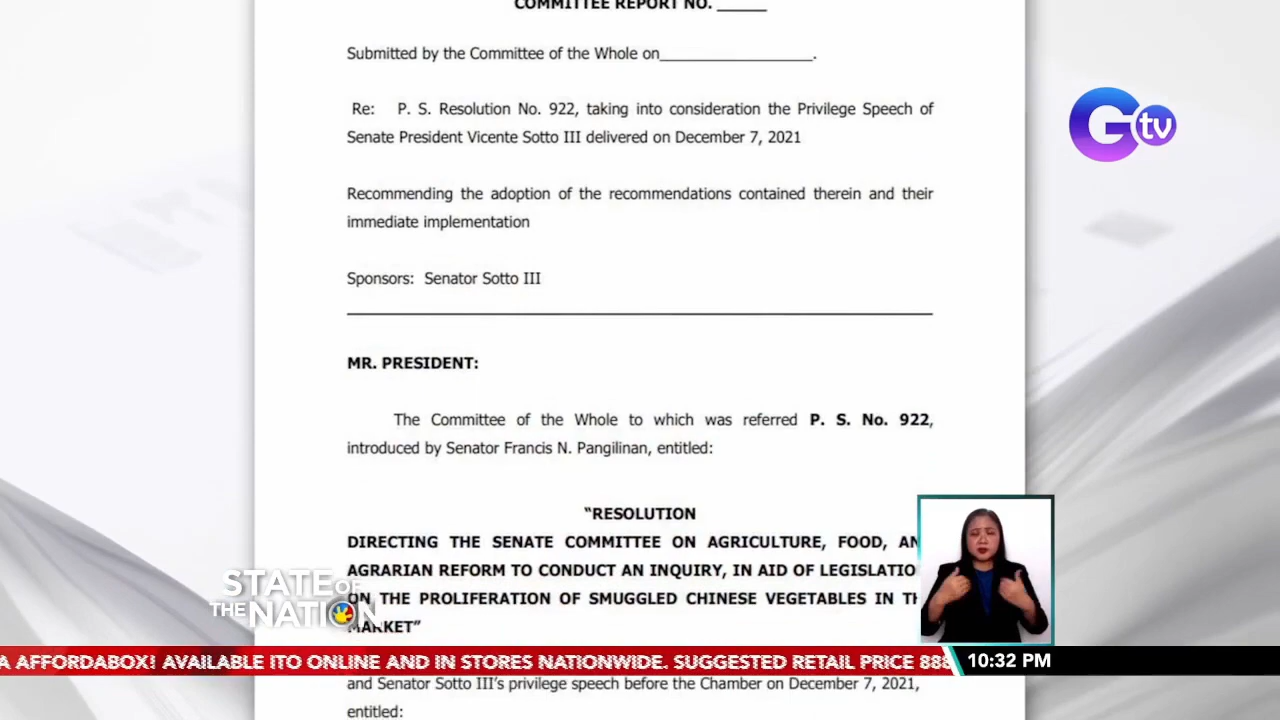 COMMITTEE REPORT NO. _____
Submitted by the Committee of the Whole on_________________.
Re: P. S. Resolution No. 922, taking into consideration the Privilege Speech of
Senate President Vicente Sotto III delivered on December 7, 2021
Recommending the adoption of the recommendations contained therein and their
immediate implementation
Sponsors: Senator Sotto III
MR. PRESIDENT:
The Committee of the Whole to which was referred P. S. No. 922,
introduced by Senator Francis N. Pangilinan, entitled:
“RESOLUTION
DIRECTING THE SENATE COMMITTEE ON AGRICULTURE, FOOD, AN
AGRARIAN REFORM TO CONDUCT AN INQUIRY, IN AID OF LEGISLATIO
ON THE PROLIFERATION OF SMUGGLED CHINESE VEGETABLES IN TH
MARKET”
and Senator Sotto III’s privilege speech before the Chamber on December 7, 2021,
entitled:
Gtv
STATE OF
THE NATION
A AFFORDABOX! AVAILABLE ITO ONLINE AND IN STORES NATIONWIDE. SUGGESTED RETAIL PRICE 888
10:32 PM